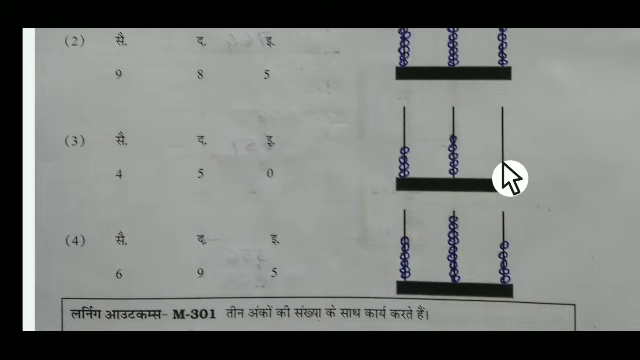 (2) सै. द. इ.
9 8 5
(3) सै. द. इ.
4 5 0
(4) सै. द. इ.
6 9 5
लर्निंग आउटकम्स- M-301 तीन अंकों की संख्या के साथ कार्य करते हैं।